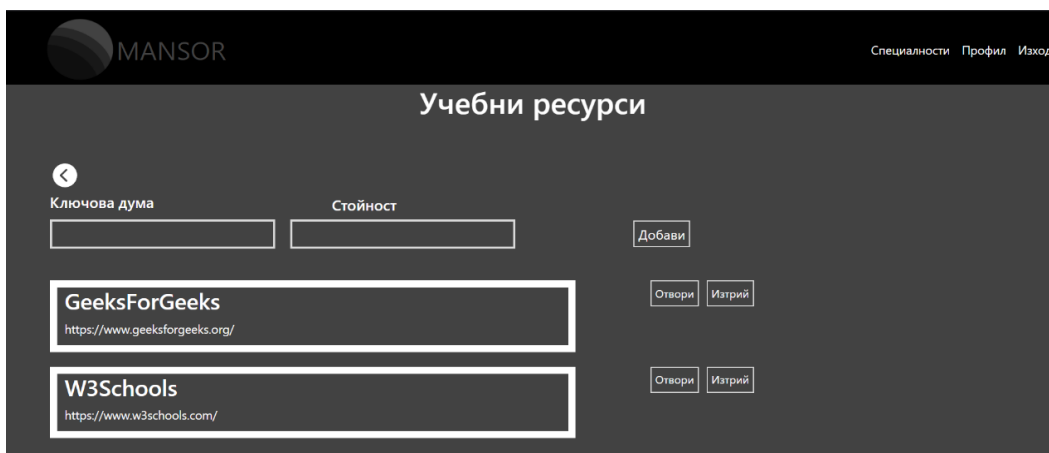 MANSOR
Специалности Профил Изход
Учебни ресурси
Ключова дума Стойност
Добави
GeeksForGeeks
https://www.geeksforgeeks.org/
Отвори Изтрий
W3Schools
https://www.w3schools.com/
Отвори Изтрий